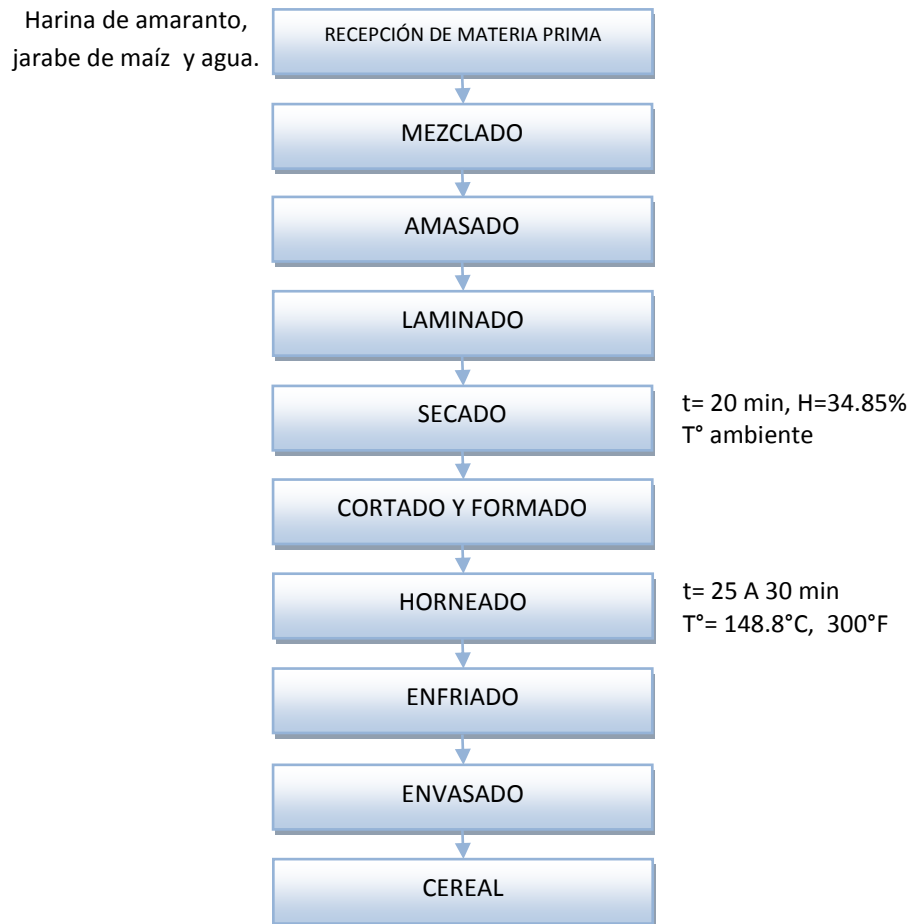 Harina de amaranto,
jarabe de maíz y agua.
RECEPCIÓN DE MATERIA PRIMA
MEZCLADO
AMASADO
LAMINADO
SECADO
t= 20 min, H=34.85%
T° ambiente
CORTADO Y FORMADO
HORNEADO
t= 25 A 30 min
T°= 148.8°C, 300°F
ENFRIADO
ENVASADO
CEREAL